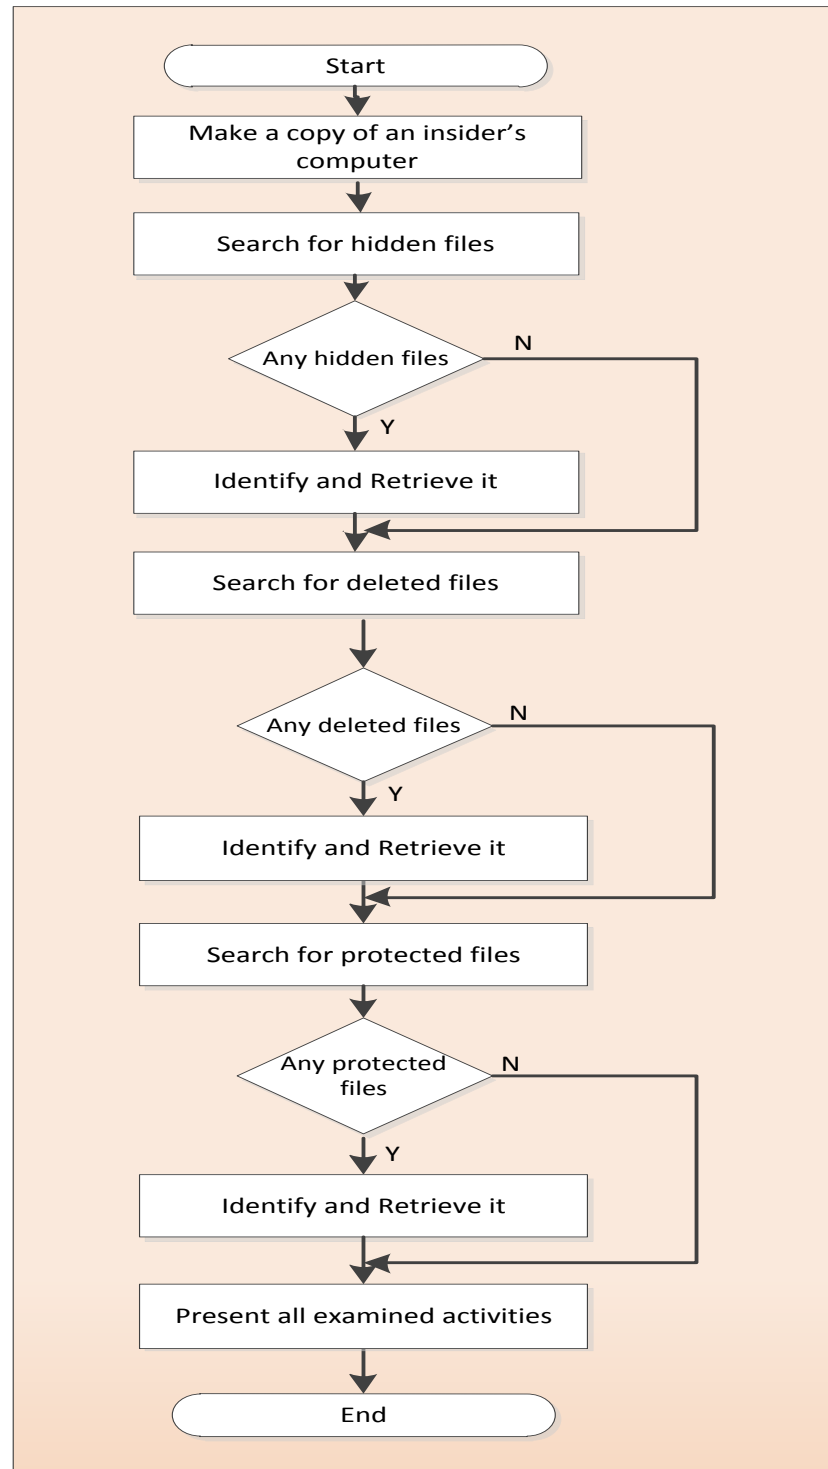 Start
Make a copy of an insider’s
computer
Search for hidden files
Any hidden files
N
Y
Identify and Retrieve it
Search for deleted files
Any deleted files
N
Y
Identify and Retrieve it
Search for protected files
Any protected
files
N
Y
Identify and Retrieve it
Present all examined activities
End